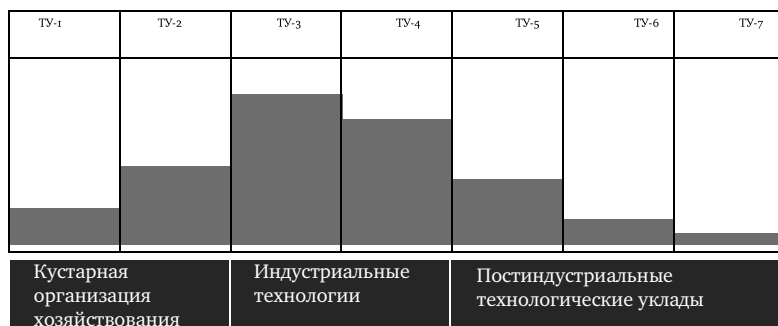 ТУ-1 ТУ-2 ТУ-3 ТУ-4 ТУ-5 ТУ-6 ТУ-7
Кустарная
организация
хозяйствования
Индустриальные
технологии
Постиндустриальные
технологические уклады